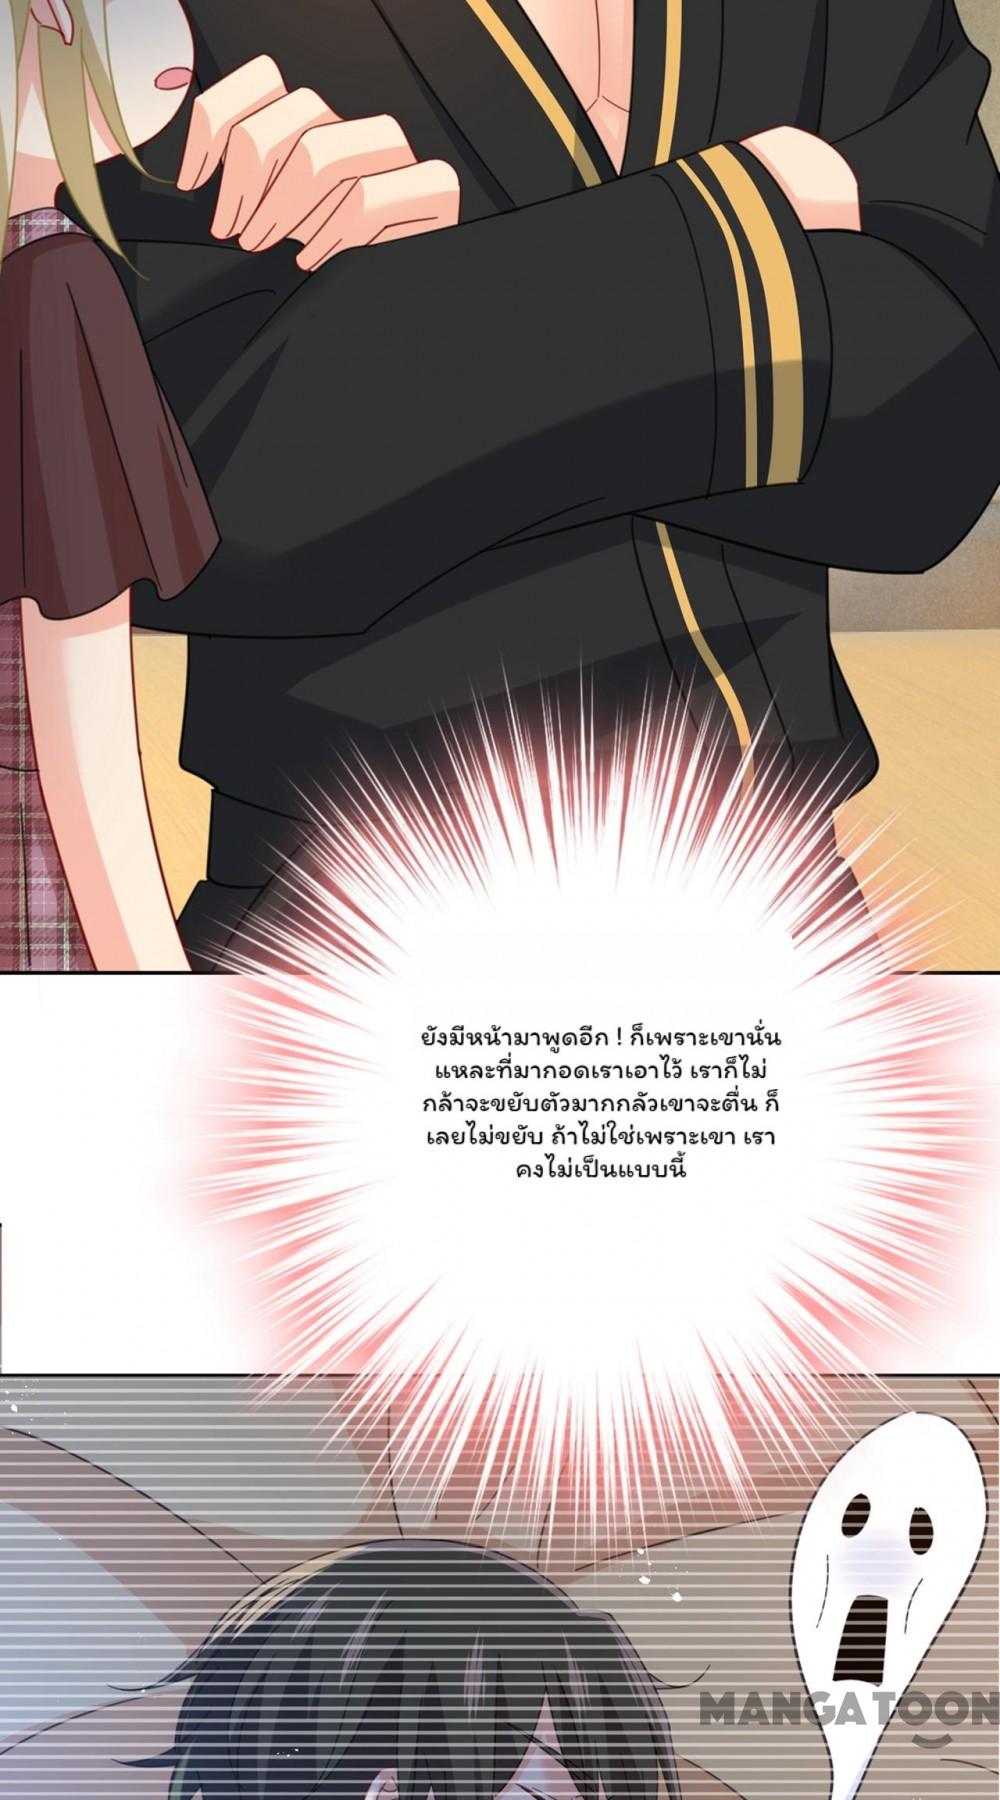 ยังมีหน้ามาพูดอีก ! ก็เพราะเขานั่น
แหละที่มากอดเราเอาไว้ เราก็ไม่
กล้าจะขยับตัวมากกลัวเขาจะตื่น ก็
เลยไม่ขยับ ถ้าไม่ใช่เพราะเขา เรา
คงไม่เป็นแบบนี้
MANGATOON